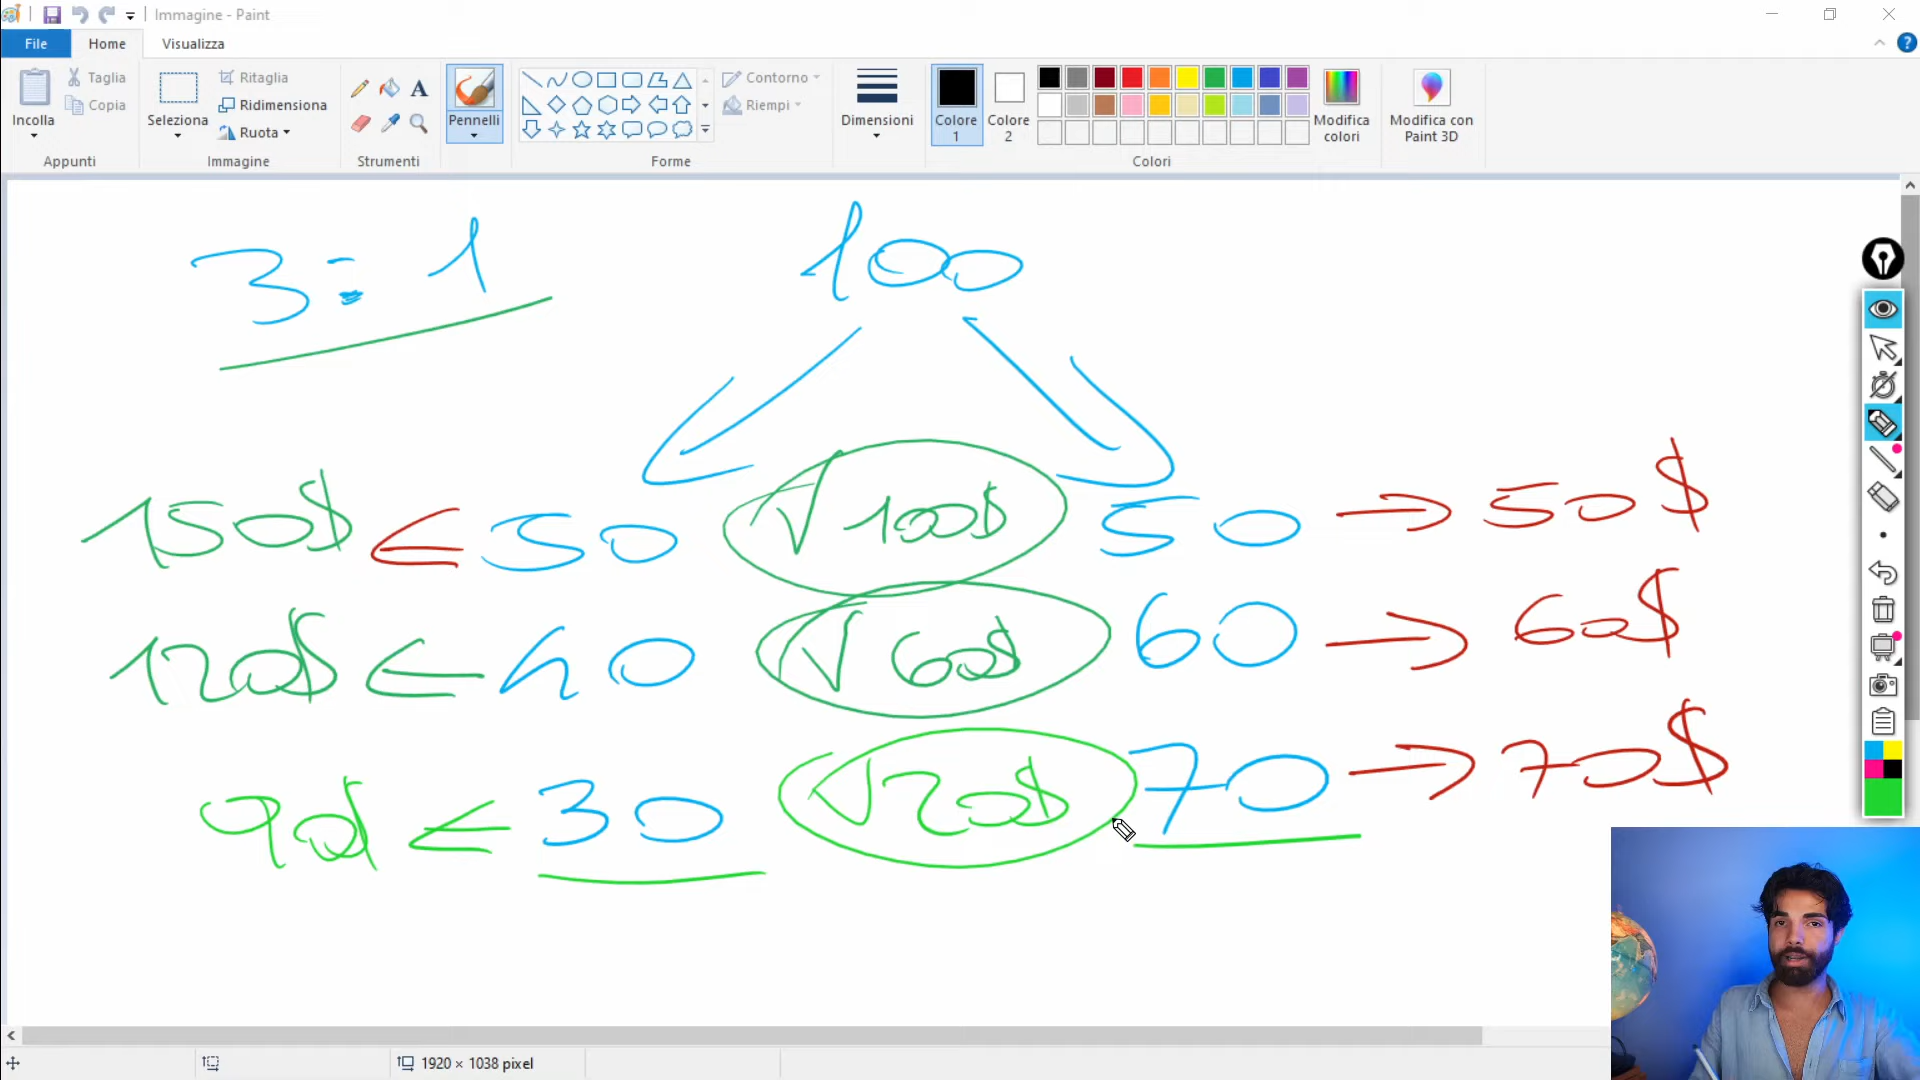 Immagine - Paint
File Home Visualizza
Incolla
Taglia
Copia
Appunti
Seleziona
Ritaglia
Ridimensiona
Ruota
Immagine
Strumenti
Pennelli
Forme
Contorno
Riempi
Dimensioni
Colore 1
Colore 2
Modifica colori
Colori
Modifica con Paint 3D
3 : 1 100
150$ ← 50 √ 100$ 50 → 50$
120$ ← 40 √ 60$ 60 → 60$
90$ ← 30 √ 20$ 70 → 70$
1920 × 1038 pixel